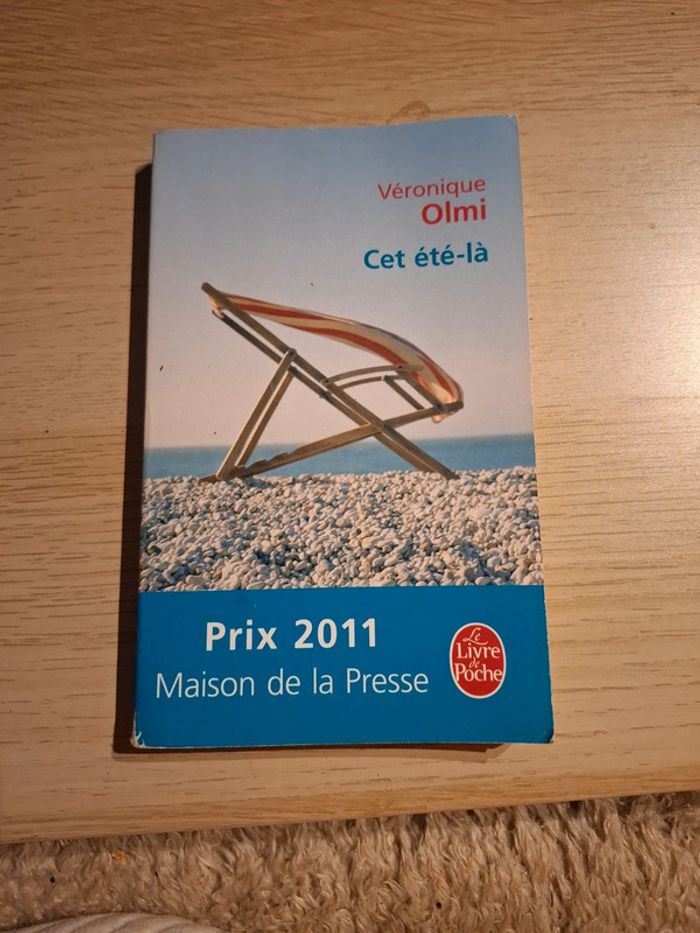 Véronique
Olmi
Cet été-là
Prix 2011
Maison de la Presse
Le
Livre
de
Poche